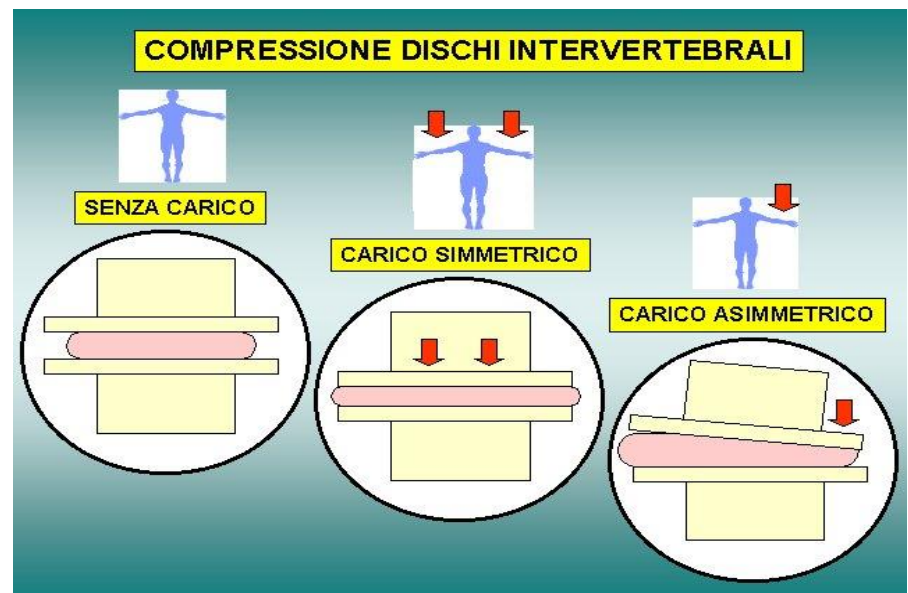 COMPRESSIONE DISCHI INTERVERTEBRALI
SENZA CARICO
CARICO SIMMETRICO
CARICO ASIMMETRICO